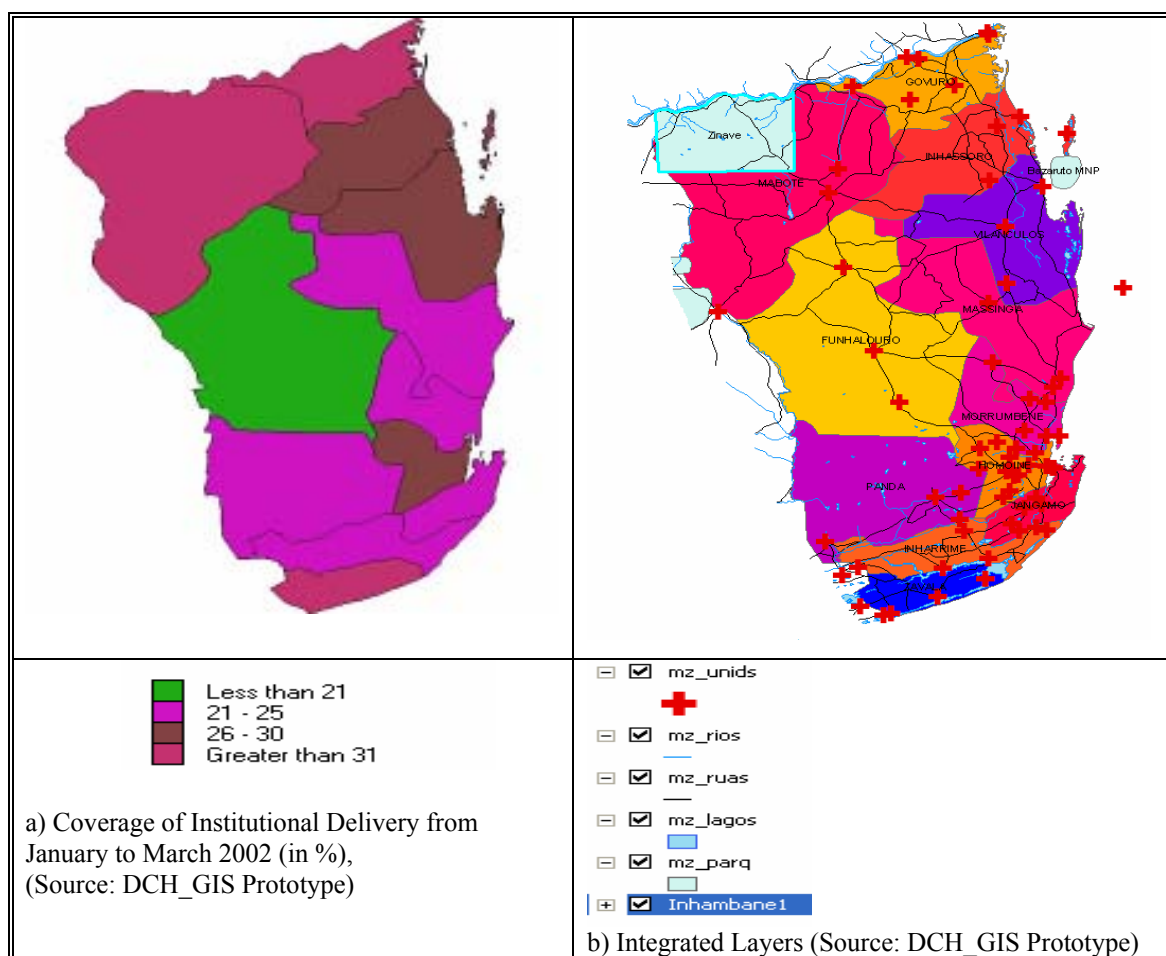 GOVURO
Zinave
INHASSORO
Bazaruto MNP
MABOTE
VILANCULOS
MASSINGA
FUNHALOURO
MORRUMBENE
HOMOINE
PANDA
JANGAMO
INHARRIME
Less than 21
21 - 25
26 - 30
Greater than 31
a) Coverage of Institutional Delivery from
January to March 2002 (in %),
(Source: DCH_GIS Prototype)
mz_unids
mz_rios
mz_ruas
mz_lagos
mz_parq
Inhambane1
b) Integrated Layers (Source: DCH_GIS Prototype)